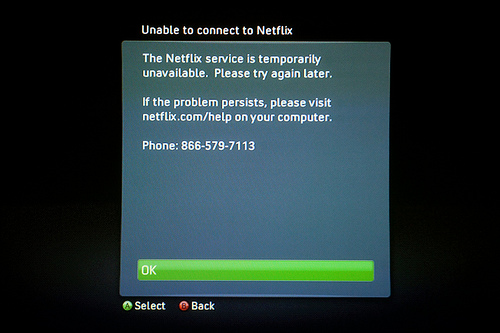 Unable to connect to Netflix
The Netflix service is temporarily
unavailable. Please try again later.
If the problem persists, please visit
netflix.com/help on your computer.
Phone: 866-579-7113
OK
A Select B Back